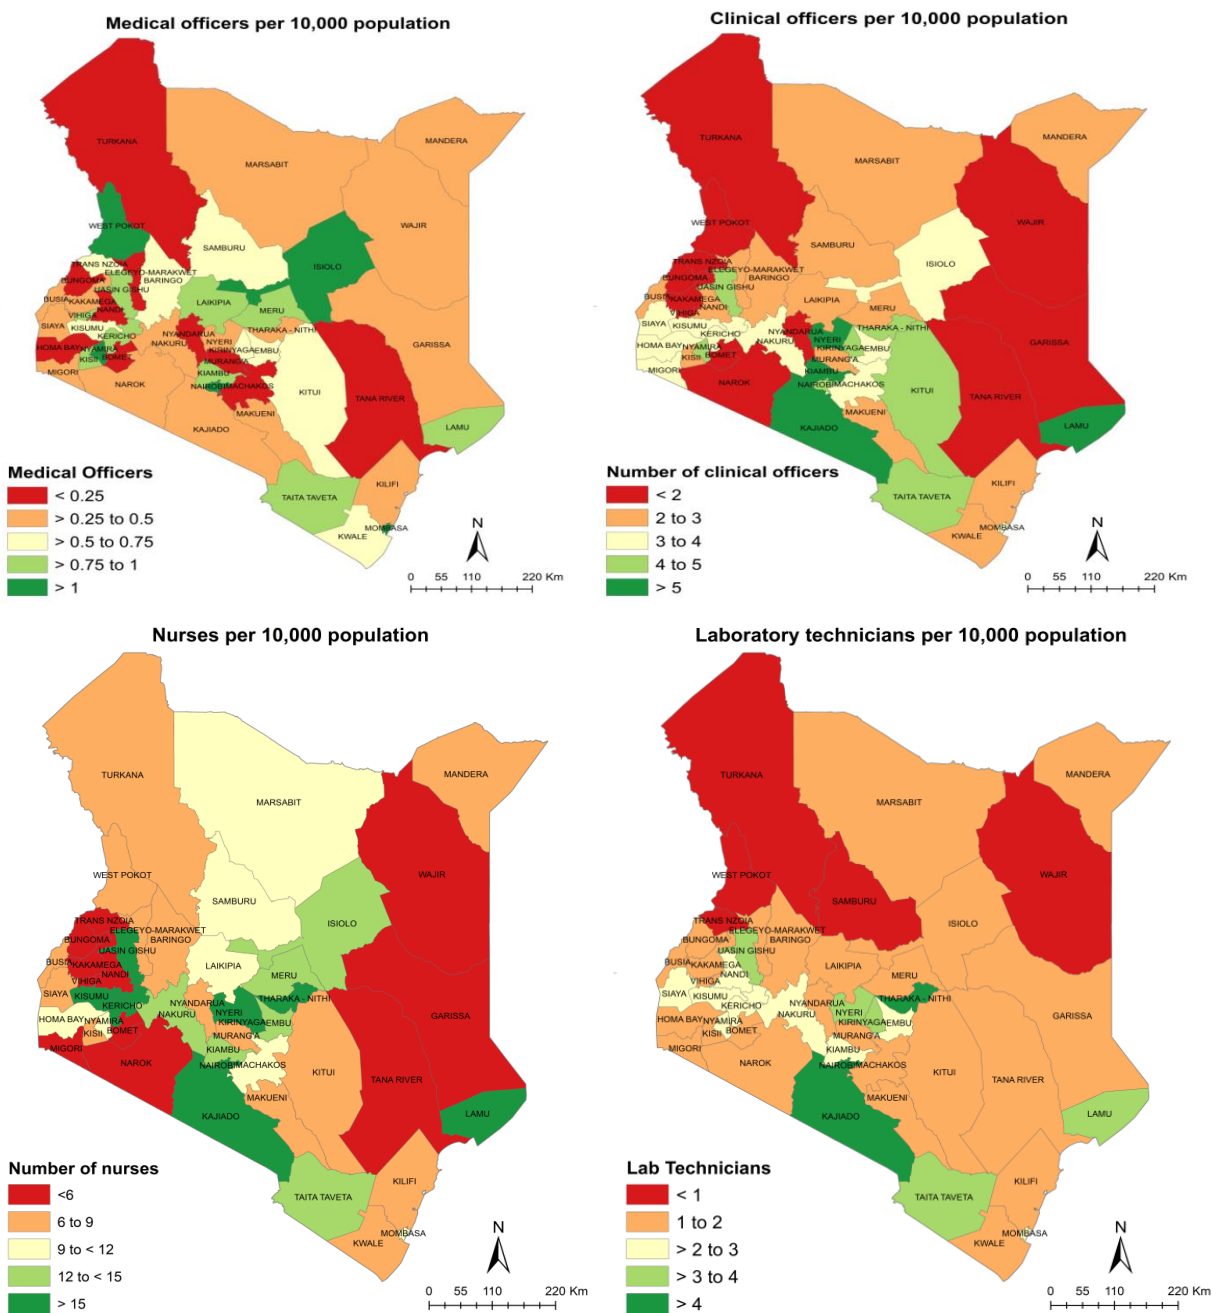 Medical officers per 10,000 population
TURKANA
MANDERA
MARSABIT
WAJIR
WEST POKOT
SAMBURU
ISIOLO
TRANS NZOIA
ELEGEYO-MARAKWET
BUNGOMA
BARINGO
UASIN GISHU
BUSIA
KAKAMEGA
NANDI
LAIKIPIA
MERU
VIHIGA
SIAYA
KISUMU
KERICHO
THARAKA - NITHI
NYANDARUA
NAKURU
NYERI
HOMA BAY
NYAMIRA
KIRINYAGA
EMBU
GARISSA
KISII
BOMET
MURANG'A
MIGORI
KIAMBU
NAROK
NAIROBI
MACHAKOS
KITUI
TANA RIVER
MAKUENI
KAJIADO
LAMU
KILIFI
TAITA TAVETA
MOMBASA
KWALE
Medical Officers
< 0.25
> 0.25 to 0.5
> 0.5 to 0.75
> 0.75 to 1
> 1
N
0 55 110 220 Km
Clinical officers per 10,000 population
TURKANA
MANDERA
MARSABIT
WAJIR
WEST POKOT
SAMBURU
ISIOLO
TRANS NZOIA
ELEGEYO-MARAKWET
BUNGOMA
BARINGO
UASIN GISHU
BUSIA
KAKAMEGA
NANDI
LAIKIPIA
MERU
VIHIGA
SIAYA
KISUMU
KERICHO
THARAKA - NITHI
NYANDARUA
NAKURU
NYERI
HOMA BAY
NYAMIRA
KIRINYAGA
EMBU
GARISSA
KISII
BOMET
MURANG'A
MIGORI
KIAMBU
NAROK
NAIROBI
MACHAKOS
KITUI
TANA RIVER
MAKUENI
KAJIADO
LAMU
KILIFI
TAITA TAVETA
MOMBASA
KWALE
Number of clinical officers
< 2
2 to 3
3 to 4
4 to 5
> 5
N
0 55 110 220 Km
Nurses per 10,000 population
TURKANA
MANDERA
MARSABIT
WAJIR
WEST POKOT
SAMBURU
ISIOLO
TRANS NZOIA
ELEGEYO-MARAKWET
BUNGOMA
BARINGO
UASIN GISHU
BUSIA
KAKAMEGA
NANDI
LAIKIPIA
MERU
VIHIGA
SIAYA
KISUMU
KERICHO
THARAKA - NITHI
NYANDARUA
NAKURU
NYERI
HOMA BAY
NYAMIRA
KIRINYAGA
EMBU
GARISSA
KISII
BOMET
MURANG'A
MIGORI
KIAMBU
NAROK
NAIROBI
MACHAKOS
KITUI
TANA RIVER
MAKUENI
KAJIADO
LAMU
KILIFI
TAITA TAVETA
MOMBASA
KWALE
Number of nurses
<6
6 to 9
9 to < 12
12 to < 15
> 15
N
0 55 110 220 Km
Laboratory technicians per 10,000 population
TURKANA
MANDERA
MARSABIT
WAJIR
WEST POKOT
SAMBURU
ISIOLO
TRANS NZOIA
ELEGEYO-MARAKWET
BUNGOMA
BARINGO
UASIN GISHU
BUSIA
KAKAMEGA
NANDI
LAIKIPIA
MERU
VIHIGA
SIAYA
KISUMU
KERICHO
THARAKA - NITHI
NYANDARUA
NAKURU
NYERI
HOMA BAY
NYAMIRA
KIRINYAGA
EMBU
GARISSA
KISII
BOMET
MURANG'A
MIGORI
KIAMBU
NAROK
NAIROBI
MACHAKOS
KITUI
TANA RIVER
MAKUENI
KAJIADO
LAMU
KILIFI
TAITA TAVETA
MOMBASA
KWALE
Lab Technicians
< 1
1 to 2
> 2 to 3
> 3 to 4
> 4
N
0 55 110 220 Km